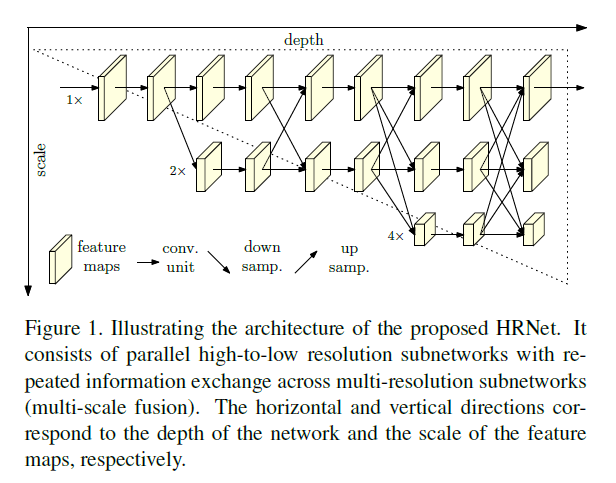 depth
1×
scale
2×
4×
feature
maps
conv.
unit
down
samp.
up
samp.
Figure 1. Illustrating the architecture of the proposed HRNet. It
consists of parallel high-to-low resolution subnetworks with re-
peated information exchange across multi-resolution subnetworks
(multi-scale fusion). The horizontal and vertical directions cor-
respond to the depth of the network and the scale of the feature
maps, respectively.